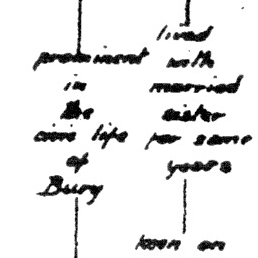 prominent
in
the
civic life
of
Bury
lived
with
married
sister
for some
years
keen on